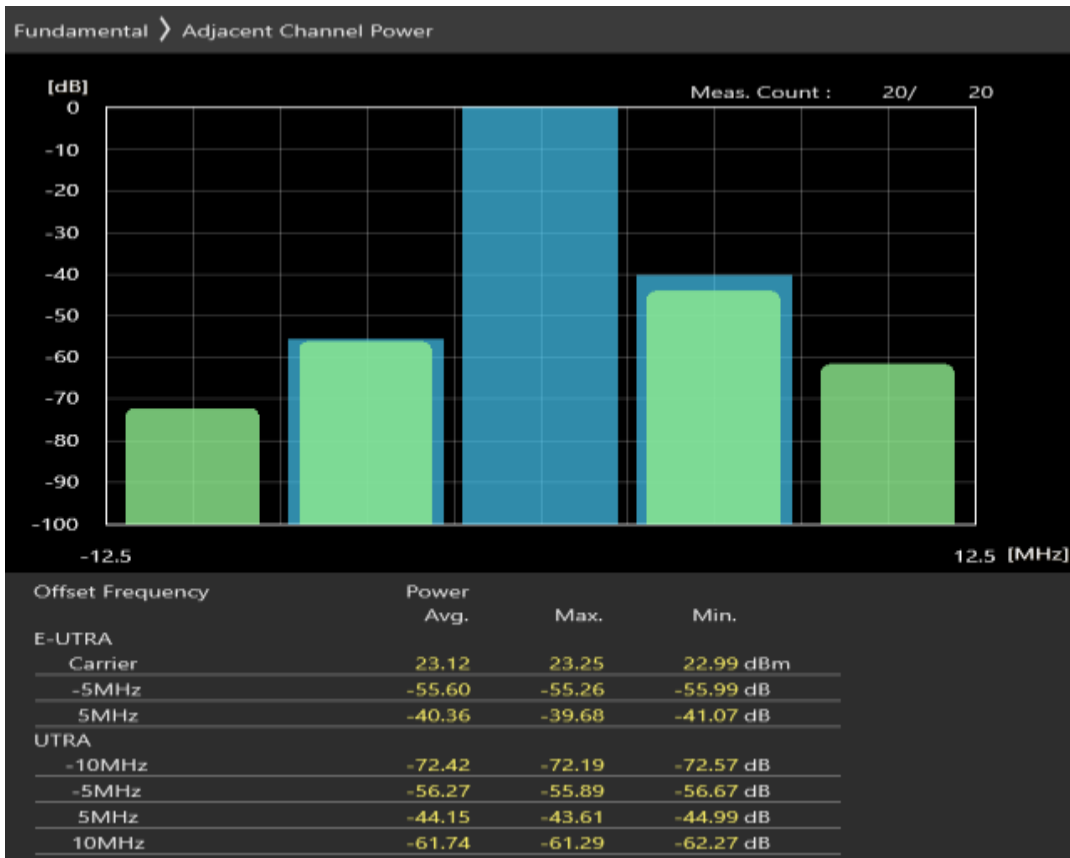 Fundamental ❭ Adjacent Channel Power
[dB]
Meas. Count : 20/ 20
0
-10
-20
-30
-40
-50
-60
-70
-80
-90
-100
-12.5 12.5 [MHz]
Offset Frequency Power
Avg. Max. Min.
E-UTRA
Carrier 23.12 23.25 22.99 dBm
-5MHz -55.60 -55.26 -55.99 dB
5MHz -40.36 -39.68 -41.07 dB
UTRA
-10MHz -72.42 -72.19 -72.57 dB
-5MHz -56.27 -55.89 -56.67 dB
5MHz -44.15 -43.61 -44.99 dB
10MHz -61.74 -61.29 -62.27 dB